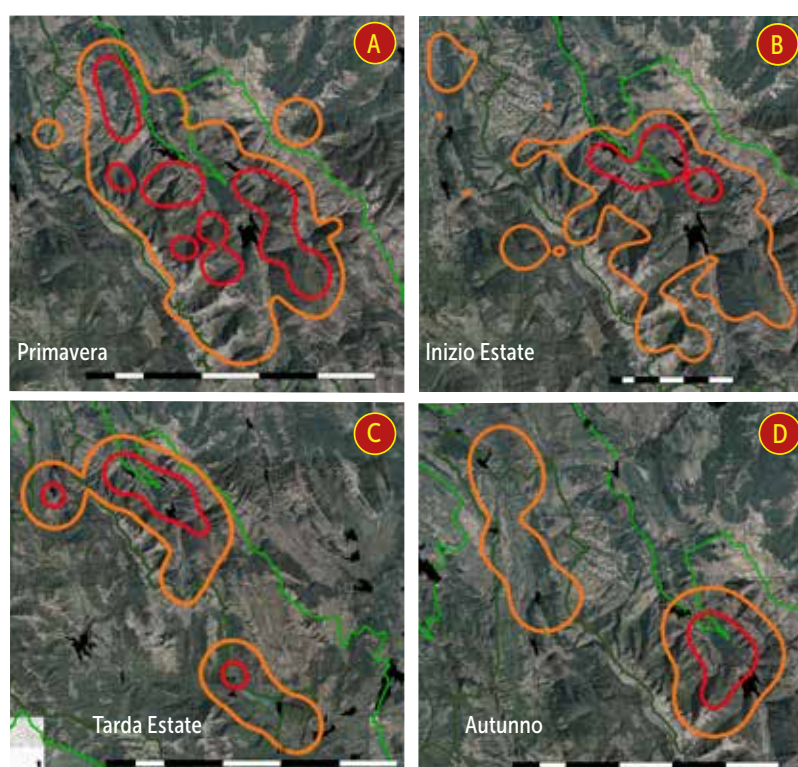 A
Primavera
B
Inizio Estate
C
Tarda Estate
D
Autunno